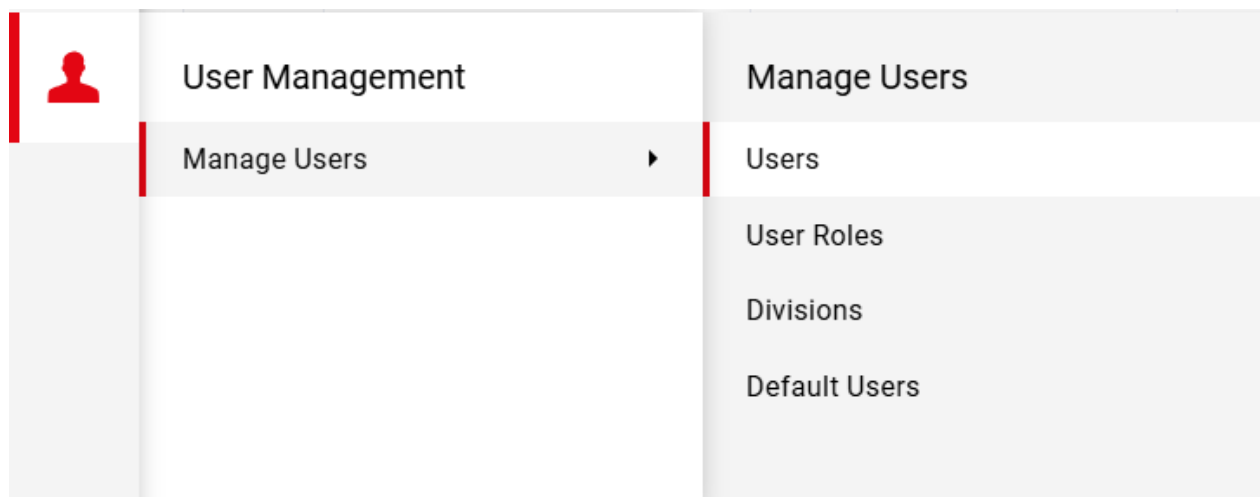 User Management
Manage Users
Manage Users
Users
User Roles
Divisions
Default Users